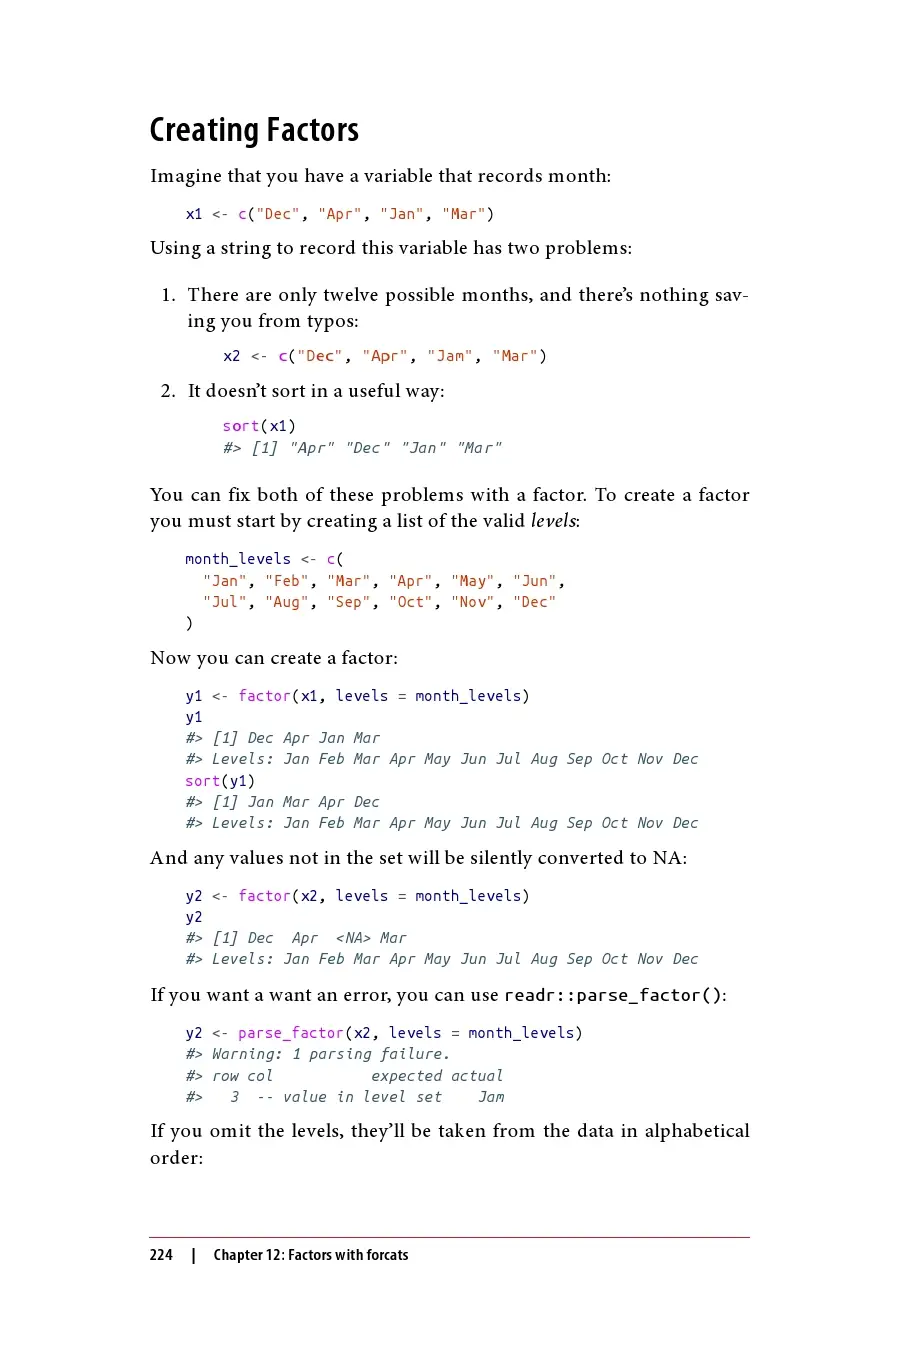 Creating Factors
Imagine that you have a variable that records month:
x1 <- c("Dec", "Apr", "Jan", "Mar")
Using a string to record this variable has two problems:
1. There are only twelve possible months, and there’s nothing sav-
ing you from typos:
x2 <- c("Dec", "Apr", "Jam", "Mar")
2. It doesn’t sort in a useful way:
sort(x1)
#> [1] "Apr" "Dec" "Jan" "Mar"
You can fix both of these problems with a factor. To create a factor
you must start by creating a list of the valid levels:
month_levels <- c(
"Jan", "Feb", "Mar", "Apr", "May", "Jun",
"Jul", "Aug", "Sep", "Oct", "Nov", "Dec"
)
Now you can create a factor:
y1 <- factor(x1, levels = month_levels)
y1
#> [1] Dec Apr Jan Mar
#> Levels: Jan Feb Mar Apr May Jun Jul Aug Sep Oct Nov Dec
sort(y1)
#> [1] Jan Mar Apr Dec
#> Levels: Jan Feb Mar Apr May Jun Jul Aug Sep Oct Nov Dec
And any values not in the set will be silently converted to NA:
y2 <- factor(x2, levels = month_levels)
y2
#> [1] Dec  Apr  <NA> Mar
#> Levels: Jan Feb Mar Apr May Jun Jul Aug Sep Oct Nov Dec
If you want a want an error, you can use readr::parse_factor():
y2 <- parse_factor(x2, levels = month_levels)
#> Warning: 1 parsing failure.
#> row col           expected actual
#>   3  -- value in level set    Jam
If you omit the levels, they’ll be taken from the data in alphabetical
order:
224 | Chapter 12: Factors with forcats